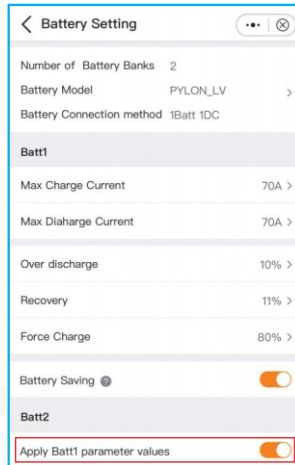 Battery Setting
Number of Battery Banks 2
Battery Model PYLON_LV
Battery Connection method 1Batt 1DC
Batt1
Max Charge Current 70A
Max Diaharge Current 70A
Over discharge 10%
Recovery 11%
Force Charge 80%
Battery Saving
Batt2
Apply Batt1 parameter values